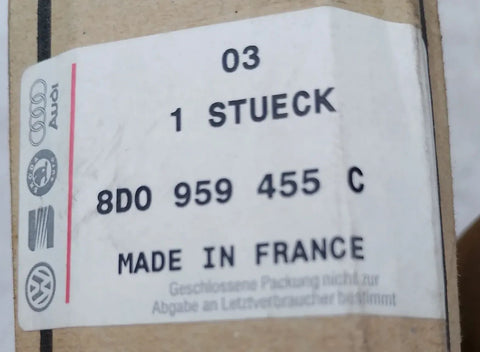 03
1 STUECK
8D0 959 455 C
MADE IN FRANCE
Geschlossene Packung nicht zur
Abgabe an Letztverbraucher bestimmt
Audi